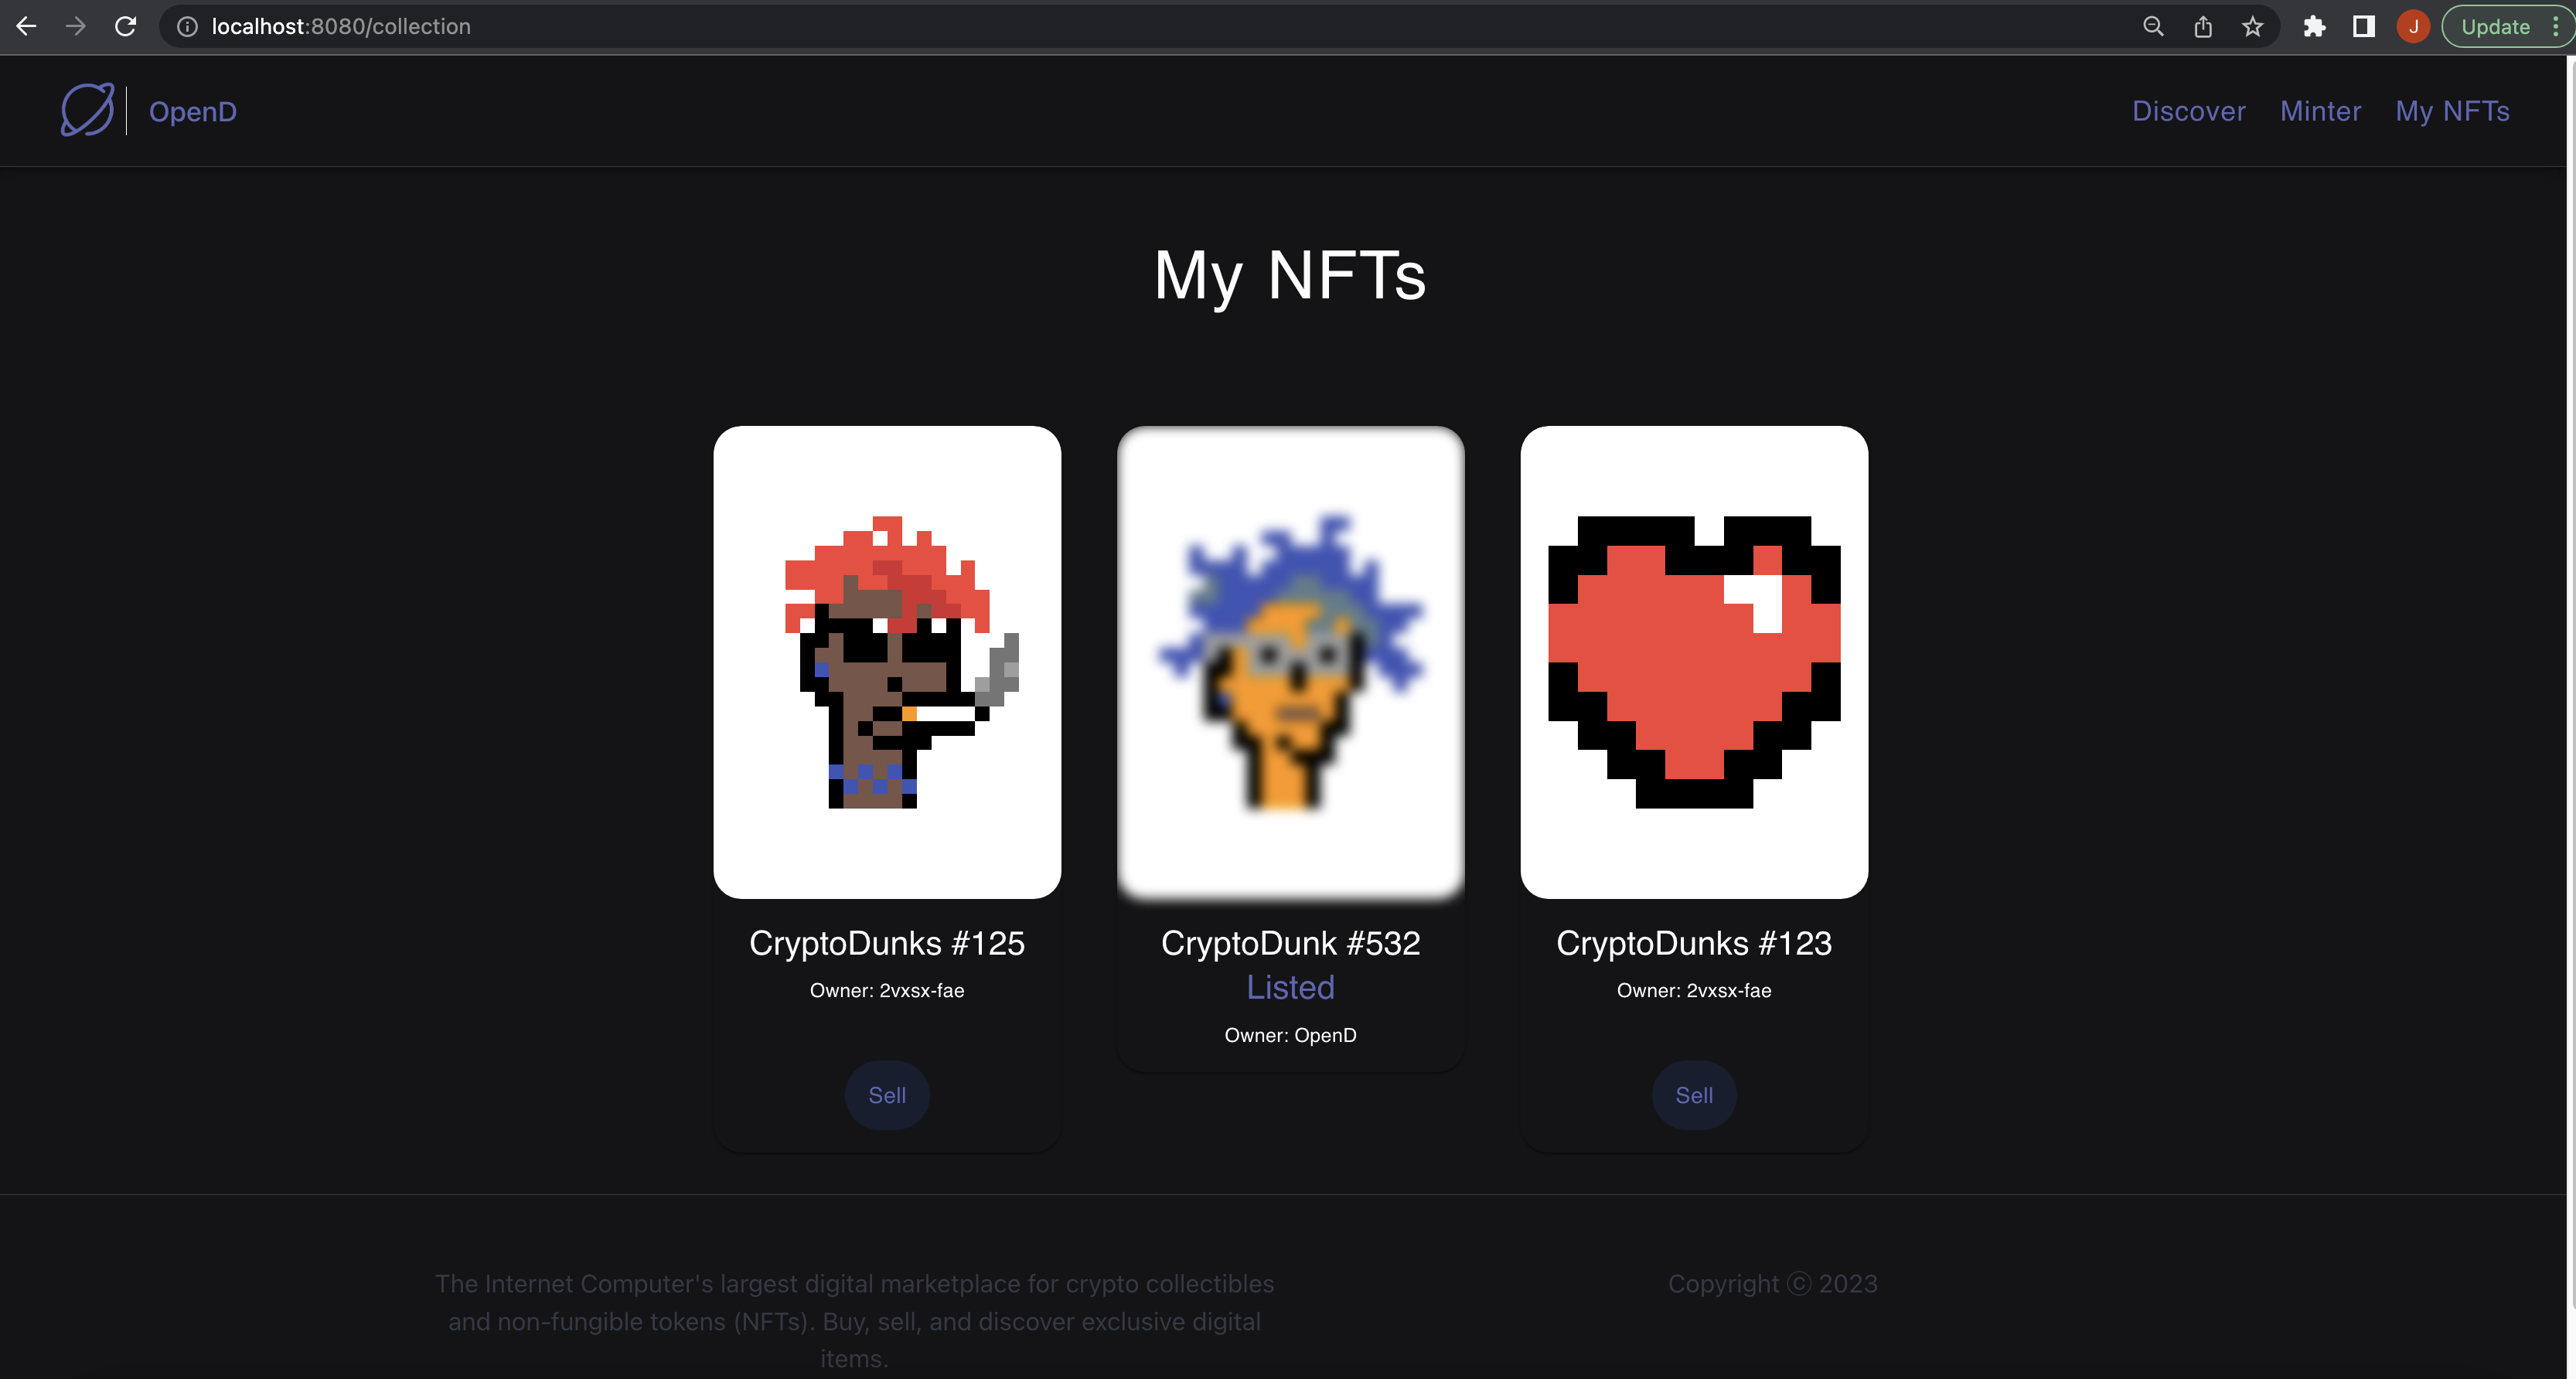 localhost:8080/collection
J
Update
OpenD
Discover Minter My NFTs
My NFTs
CryptoDunks #125
Owner: 2vxsx-fae
Sell
CryptoDunk #532
Listed
Owner: OpenD
CryptoDunks #123
Owner: 2vxsx-fae
Sell
The Internet Computer's largest digital marketplace for crypto collectibles
and non-fungible tokens (NFTs). Buy, sell, and discover exclusive digital
items.
Copyright ⓒ 2023